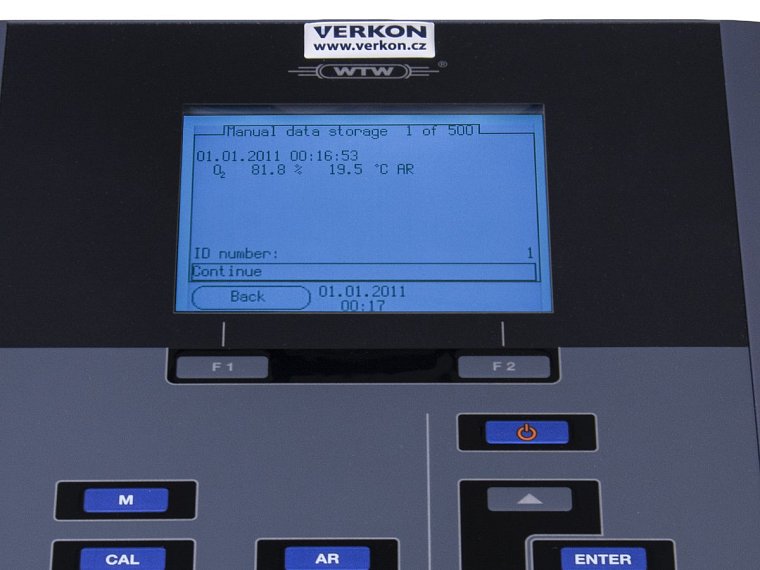 VERKON
www.verkon.cz
WTW®
Manual data storage 1 of 500
01.01.2011 00:16:53
O₂ 81.8 % 19.5 °C AR
ID number: 1
Continue
Back 01.01.2011
00:17
F1 F2
M
CAL AR ENTER